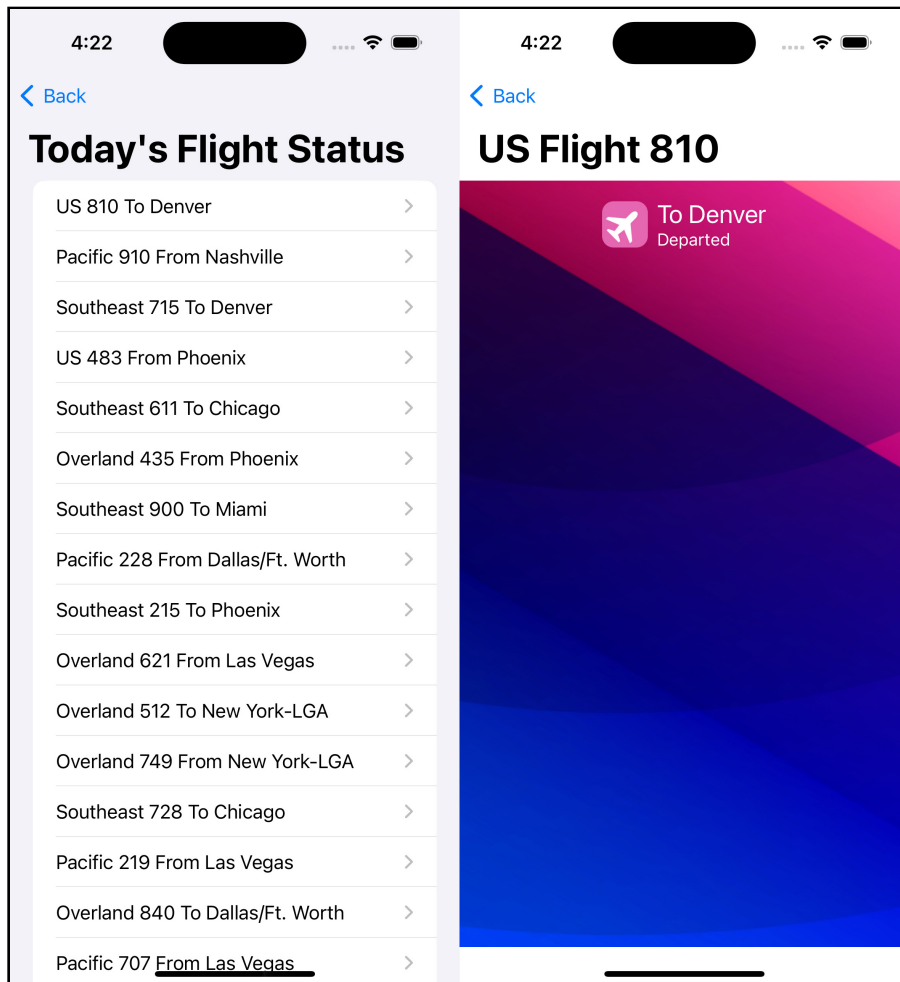 4:22
Back
Today's Flight Status
US 810 To Denver
Pacific 910 From Nashville
Southeast 715 To Denver
US 483 From Phoenix
Southeast 611 To Chicago
Overland 435 From Phoenix
Southeast 900 To Miami
Pacific 228 From Dallas/Ft. Worth
Southeast 215 To Phoenix
Overland 621 From Las Vegas
Overland 512 To New York-LGA
Overland 749 From New York-LGA
Southeast 728 To Chicago
Pacific 219 From Las Vegas
Overland 840 To Dallas/Ft. Worth
Pacific 707 From Las Vegas
4:22
Back
US Flight 810
To Denver
Departed